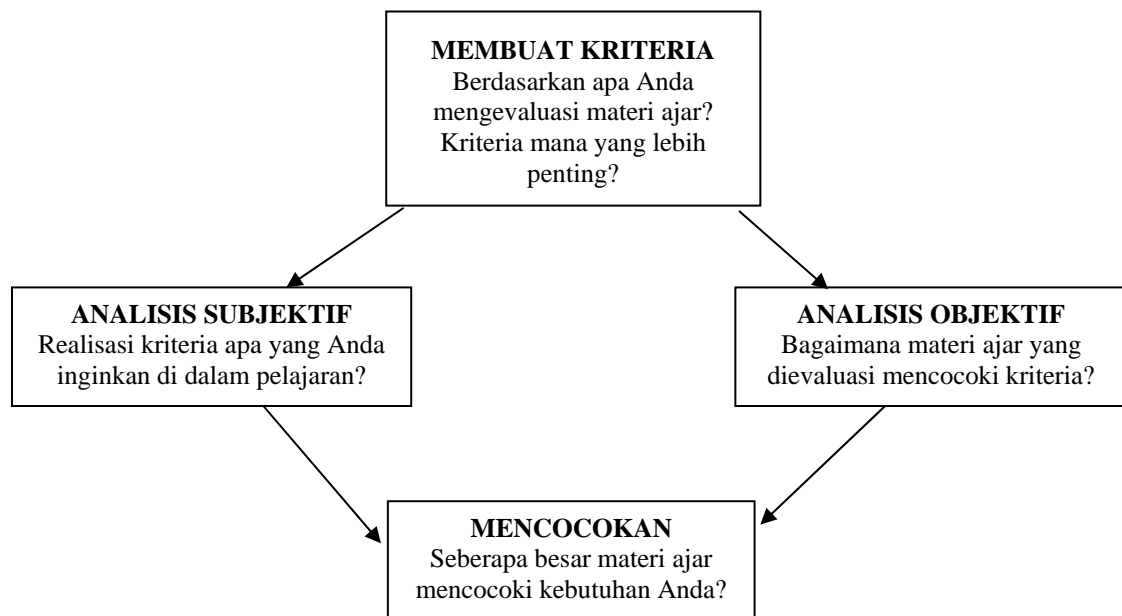 MEMBUAT KRITERIA
Berdasarkan apa Anda
mengevaluasi materi ajar?
Kriteria mana yang lebih
penting?
ANALISIS SUBJEKTIF
Realisasi kriteria apa yang Anda
inginkan di dalam pelajaran?
ANALISIS OBJEKTIF
Bagaimana materi ajar yang
dievaluasi mencocoki kriteria?
MENCOCOKAN
Seberapa besar materi ajar
mencocoki kebutuhan Anda?